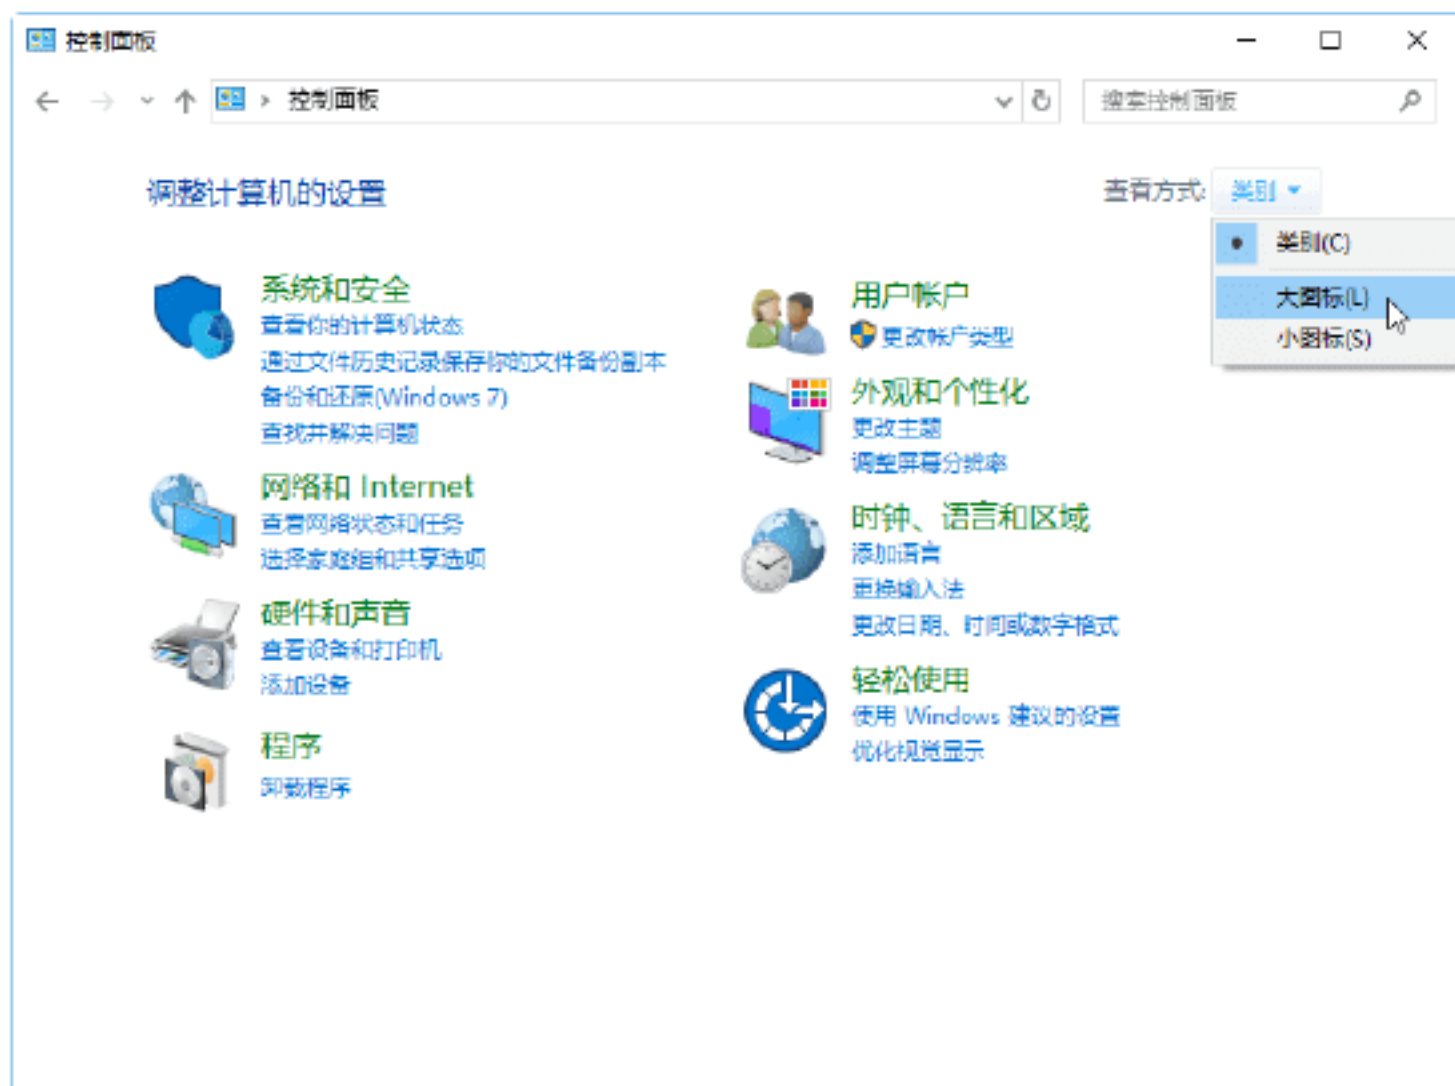 控制面板
控制面板
搜索控制面板
调整计算机的设置
查看方式: 类别
类别(C)
大图标(L)
小图标(S)
系统和安全
查看你的计算机状态
通过文件历史记录保存你的文件备份副本
备份和还原(Windows 7)
查找并解决问题
网络和 Internet
查看网络状态和任务
选择家庭组和共享选项
硬件和声音
查看设备和打印机
添加设备
程序
卸载程序
用户帐户
更改帐户类型
外观和个性化
更改主题
调整屏幕分辨率
时钟、语言和区域
添加语言
更换输入法
更改日期、时间或数字格式
轻松使用
使用 Windows 建议的设置
优化视觉显示